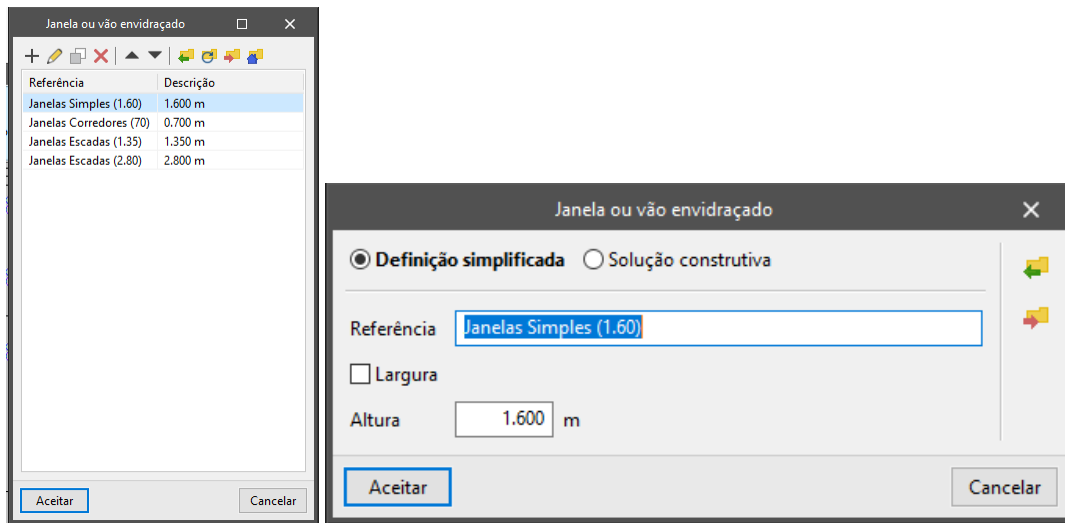 Janela ou vão envidraçado
Referência Descrição
Janelas Simples (1.60) 1.600 m
Janelas Corredores (70) 0.700 m
Janelas Escadas (1.35) 1.350 m
Janelas Escadas (2.80) 2.800 m
Aceitar Cancelar
Janela ou vão envidraçado
Definição simplificada Solução construtiva
Referência Janelas Simples (1.60)
Largura
Altura 1.600 m
Aceitar Cancelar